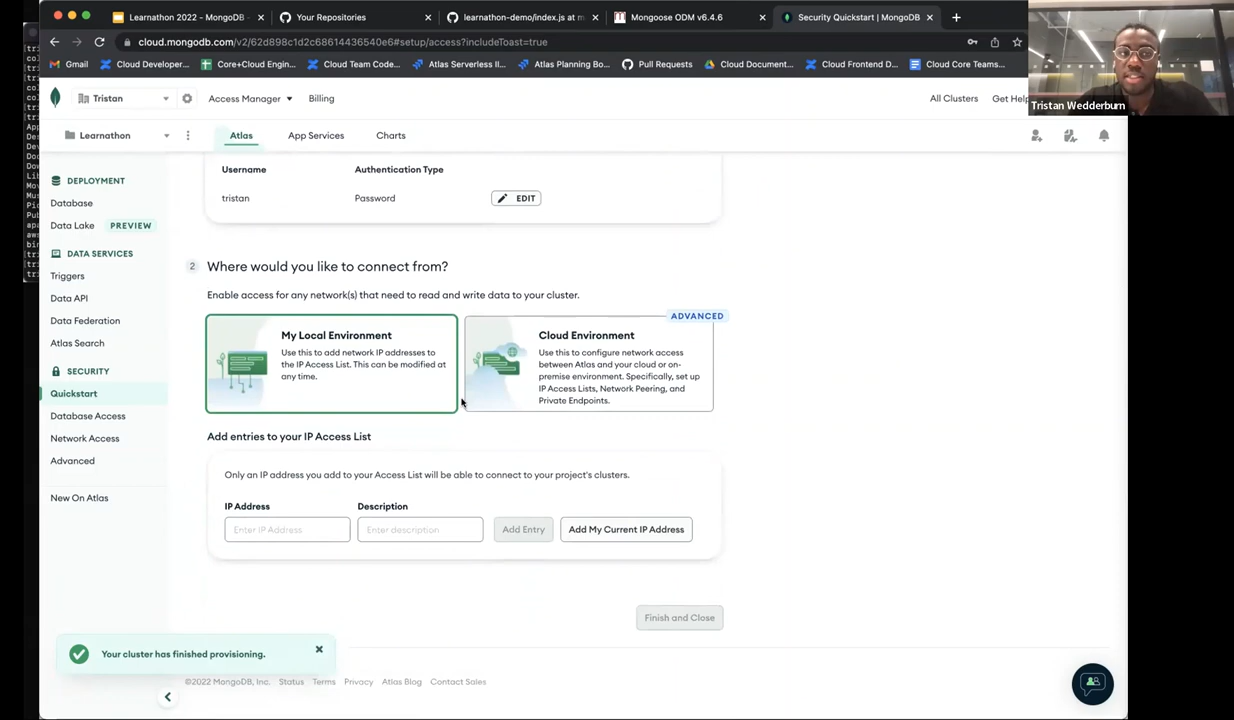 Learnathon 2022 - MongoDB
Your Repositories
learnathon-demo/index.js at m
Mongoose ODM v6.4.6
Security Quickstart | MongoDB
cloud.mongodb.com/v2/62d898c1d2c68614436540e6#setup/access?includeToast=true
Gmail
Cloud Developer...
Core+Cloud Engin...
Cloud Team Code...
Atlas Serverless II...
Atlas Planning Bo...
Pull Requests
Cloud Document...
Cloud Frontend D...
Cloud Core Teams...
Tristan Wedderburn
Tristan
Access Manager
Billing
All Clusters
Get Help
Learnathon
Atlas
App Services
Charts
DEPLOYMENT
Database
Data Lake
PREVIEW
DATA SERVICES
Triggers
Data API
Data Federation
Atlas Search
SECURITY
Quickstart
Database Access
Network Access
Advanced
New On Atlas
Username
Authentication Type
tristan
Password
EDIT
2
Where would you like to connect from?
Enable access for any network(s) that need to read and write data to your cluster.
My Local Environment
Use this to add network IP addresses to
the IP Access List. This can be modified at
any time.
ADVANCED
Cloud Environment
Use this to configure network access
between Atlas and your cloud or on-
premise environment. Specifically, set up
IP Access Lists, Network Peering, and
Private Endpoints.
Add entries to your IP Access List
Only an IP address you add to your Access List will be able to connect to your project's clusters.
IP Address
Description
Enter IP Address
Enter description
Add Entry
Add My Current IP Address
Finish and Close
Your cluster has finished provisioning.
©2022 MongoDB, Inc.
Status
Terms
Privacy
Atlas Blog
Contact Sales